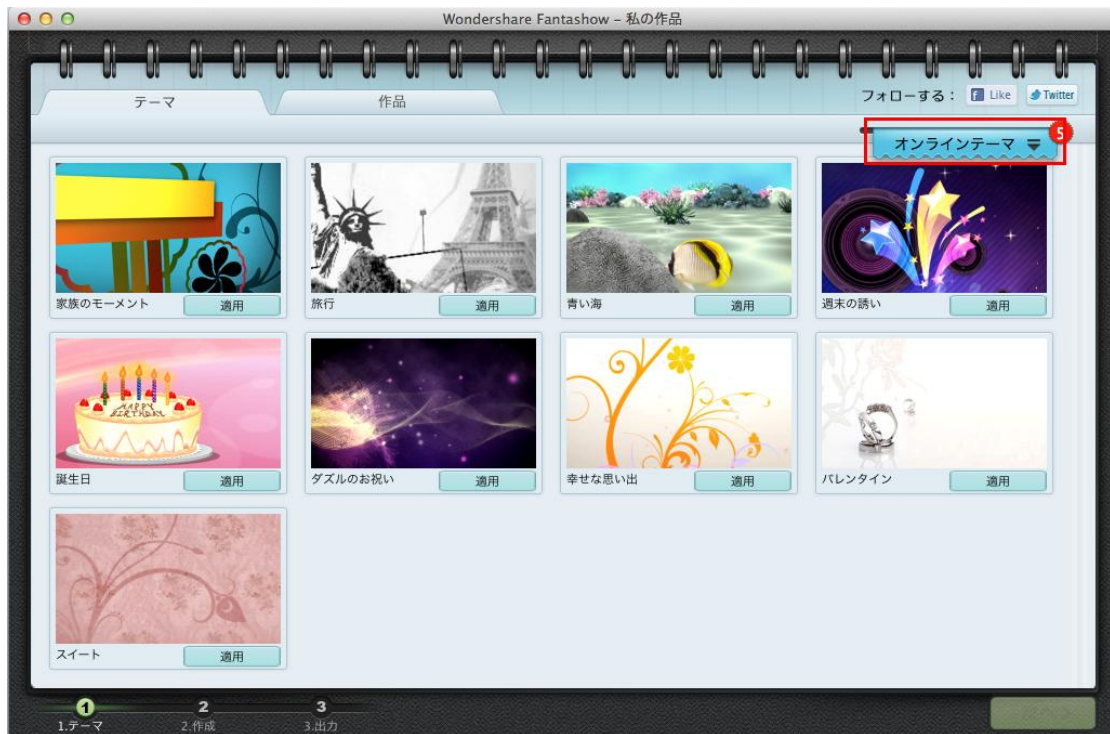 Wondershare Fantashow – 私の作品
テーマ
作品
フォローする：
Like
Twitter
オンラインテーマ
5
家族のモーメント
適用
旅行
適用
青い海
適用
週末の誘い
適用
HAPPY
BIRTHDAY
誕生日
適用
ダズルのお祝い
適用
幸せな思い出
適用
バレンタイン
適用
スイート
適用
1
2
3
1.テーマ
2.作成
3.出力